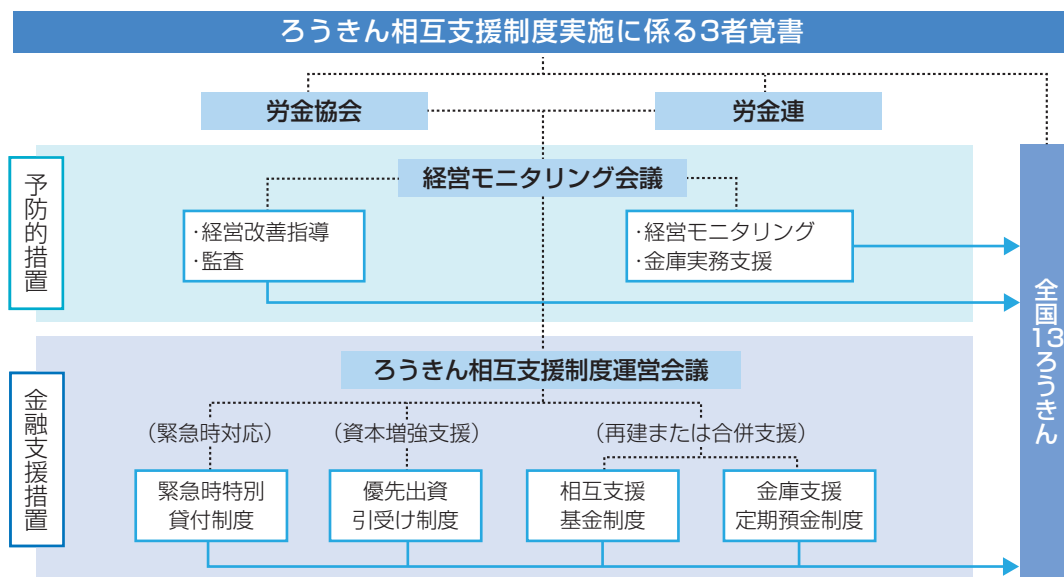 ろうきん相互支援制度実施に係る3者覚書
労金協会
労金連
予防的措置
経営モニタリング会議
・経営改善指導
・監査
・経営モニタリング
・金庫実務支援
全国13ろうきん
金融支援措置
ろうきん相互支援制度運営会議
（緊急時対応）
（資本増強支援）
（再建または合併支援）
緊急時特別
貸付制度
優先出資
引受け制度
相互支援
基金制度
金庫支援
定期預金制度